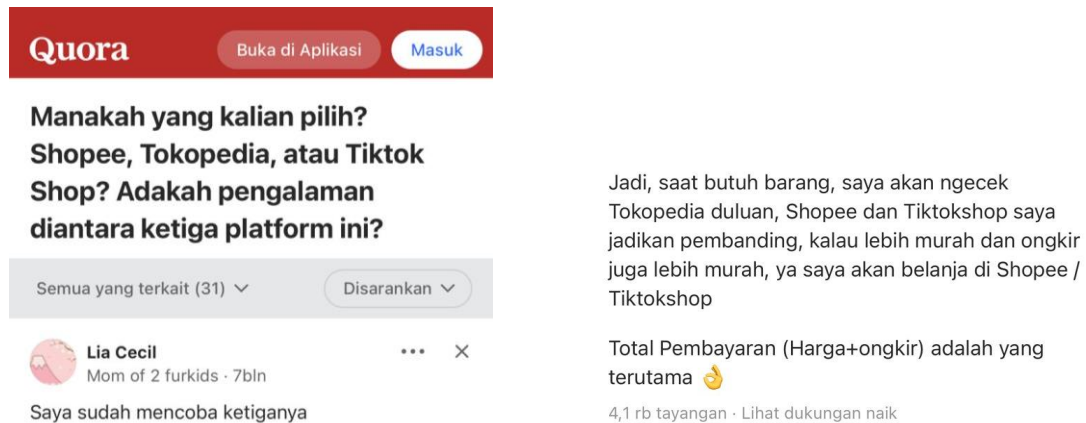 Quora
Buka di Aplikasi
Masuk
Manakah yang kalian pilih?
Shopee, Tokopedia, atau Tiktok
Shop? Adakah pengalaman
diantara ketiga platform ini?
Semua yang terkait (31)
Disarankan
Lia Cecil
Mom of 2 furkids · 7bln
Saya sudah mencoba ketiganya
Jadi, saat butuh barang, saya akan ngecek
Tokopedia duluan, Shopee dan Tiktokshop saya
jadikan pembanding, kalau lebih murah dan ongkir
juga lebih murah, ya saya akan belanja di Shopee /
Tiktokshop
Total Pembayaran (Harga+ongkir) adalah yang
terutama 👌
4,1 rb tayangan · Lihat dukungan naik